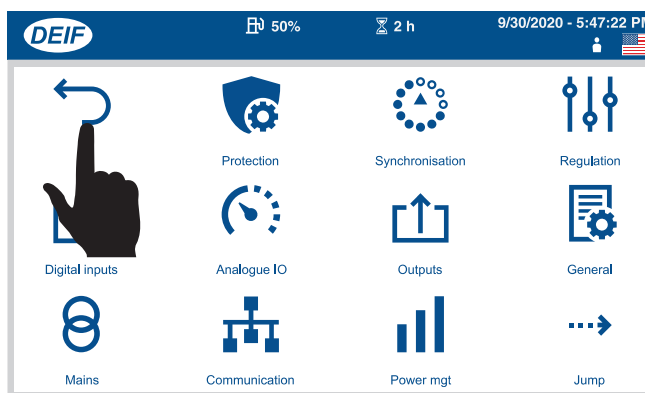 DEIF
50%
2 h
9/30/2020 - 5:47:22 PM
Protection
Synchronisation
Regulation
Digital inputs
Analogue IO
Outputs
General
Mains
Communication
Power mgt
Jump